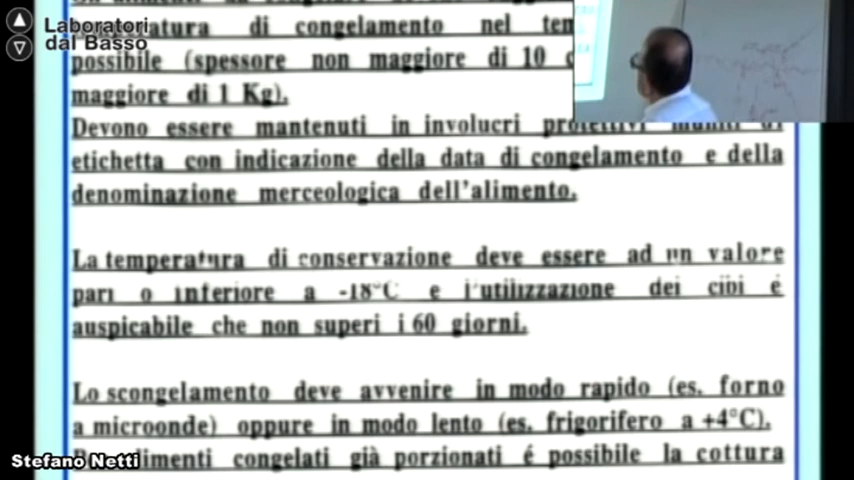 Laboratori
dal Basso
di congelamento nel
possibile (spessore non maggiore di 10
maggiore di 1 Kg).
Devono essere mantenuti in involucri protettivi muniti di
etichetta con indicazione della data di congelamento e della
denominazione merceologica dell'alimento.
La temperatura di conservazione deve essere ad un valore
pari o inferiore a -18°C e l'utilizzazione dei cibi é
auspicabile che non superi i 60 giorni.
Lo scongelamento deve avvenire in modo rapido (es. forno
a microonde) oppure in modo lento (es. frigorifero a +4°C).
alimenti congelati già porzionati é possibile la cottura
Stefano Netti